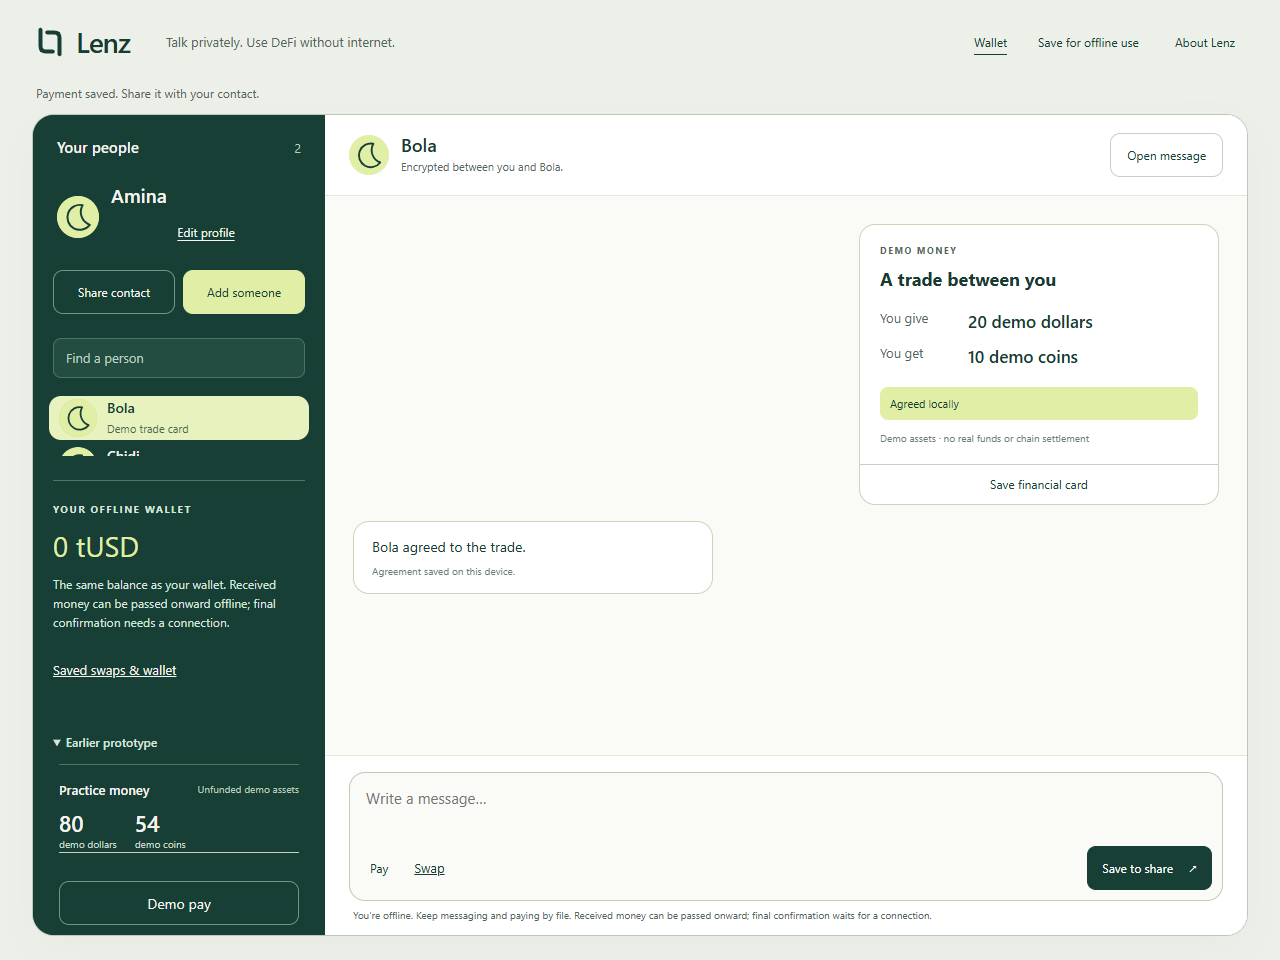 Lenz
Talk privately. Use DeFi without internet.
Wallet
Save for offline use
About Lenz
Payment saved. Share it with your contact.
Your people
2
Amina
Edit profile
Share contact
Add someone
Find a person
Bola
Demo trade card
Chidi
YOUR OFFLINE WALLET
0 tUSD
The same balance as your wallet. Received
money can be passed onward offline; final
confirmation needs a connection.
Saved swaps & wallet
▼ Earlier prototype
Practice money
Unfunded demo assets
80
54
demo dollars
demo coins
Demo pay
Bola
Encrypted between you and Bola.
Open message
DEMO MONEY
A trade between you
You give
20 demo dollars
You get
10 demo coins
Agreed locally
Demo assets · no real funds or chain settlement
Save financial card
Bola agreed to the trade.
Agreement saved on this device.
Write a message...
Pay
Swap
Save to share ↗
You're offline. Keep messaging and paying by file. Received money can be passed onward; final confirmation waits for a connection.